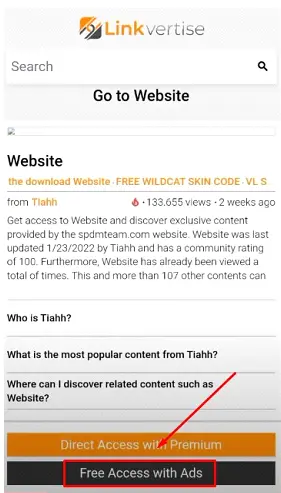 Linkvertise
Search
Go to Website
Website
the download Website · FREE WILDCAT SKIN CODE · VL S
from Tiahh · 133.655 views · 2 weeks ago
Get access to Website and discover exclusive content
provided by the spdmteam.com website. Website was last
updated 1/23/2022 by Tiahh and has a community rating
of 100. Furthermore, Website has already been viewed a
total of times. This and more than 107 other contents can
Who is Tiahh?
What is the most popular content from Tiahh?
Where can I discover related content such as
Website?
Direct Access with Premium
Free Access with Ads